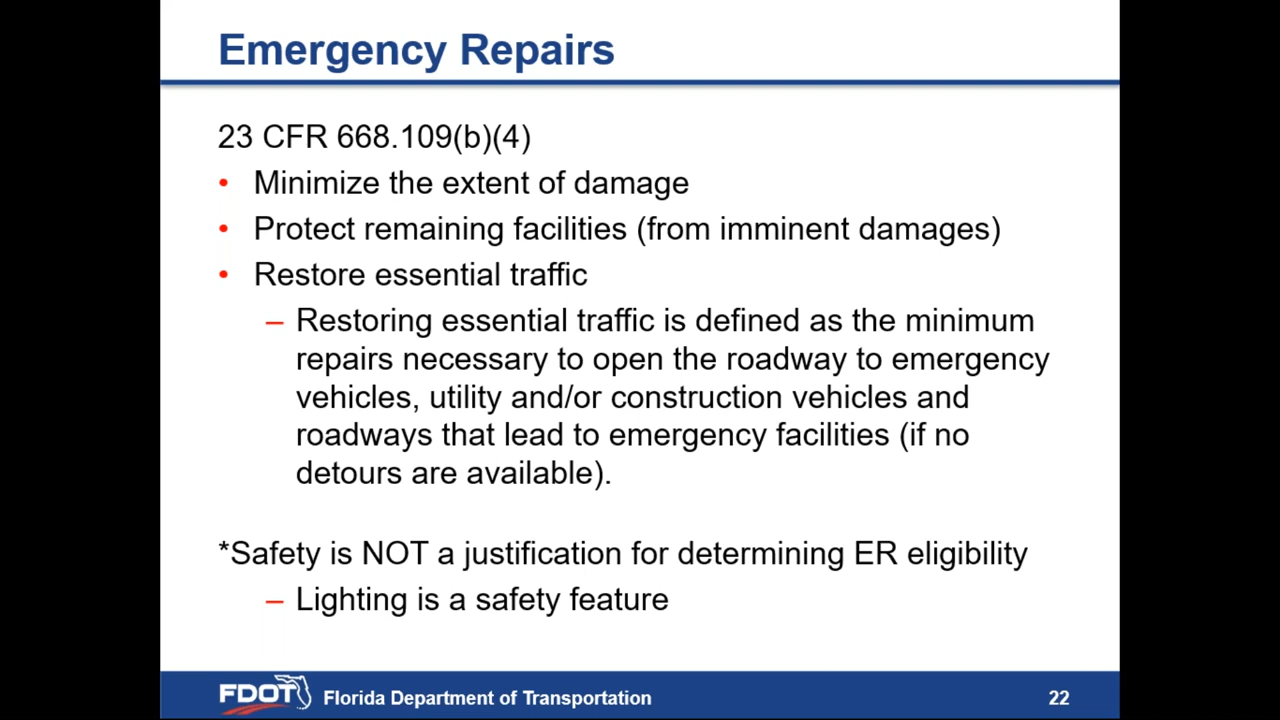 Emergency Repairs
23 CFR 668.109(b)(4)
• Minimize the extent of damage
• Protect remaining facilities (from imminent damages)
• Restore essential traffic
– Restoring essential traffic is defined as the minimum
repairs necessary to open the roadway to emergency
vehicles, utility and/or construction vehicles and
roadways that lead to emergency facilities (if no
detours are available).
*Safety is NOT a justification for determining ER eligibility
– Lighting is a safety feature
FDOT Florida Department of Transportation 22